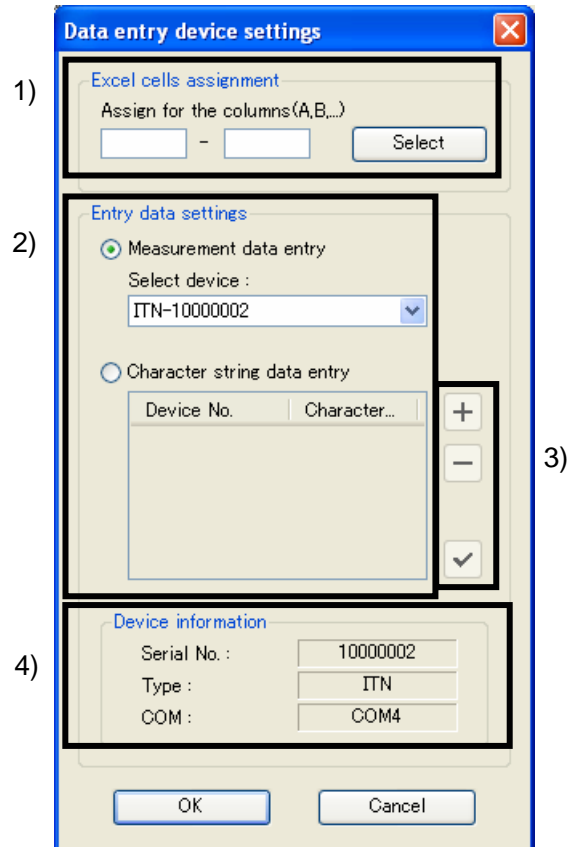 Data entry device settings
1)
Excel cells assignment
Assign for the columns(A,B,...)
-
Select
2)
Entry data settings
Measurement data entry
Select device :
ITN-10000002
Character string data entry
Device No. Character...
3)
4)
Device information
Serial No. : 10000002
Type : ITN
COM : COM4
OK Cancel